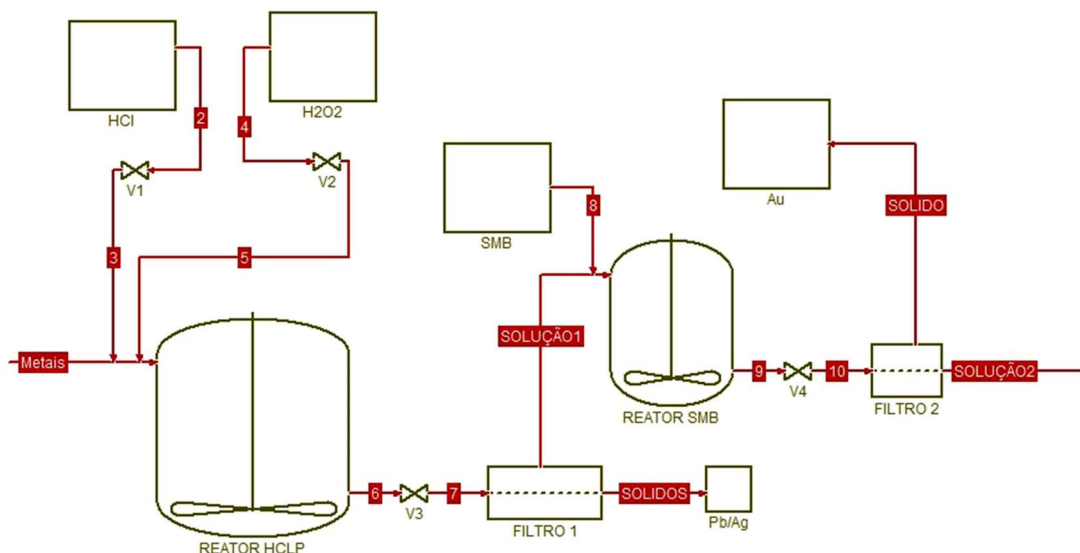 HCl
2
V1
3
H2O2
4
V2
5
Metais
REATOR HCLP
6
V3
7
FILTRO 1
SOLIDOS
Pb/Ag
SOLUÇÃO1
SMB
8
REATOR SMB
9
V4
10
FILTRO 2
SOLUÇÃO2
SOLIDO
Au